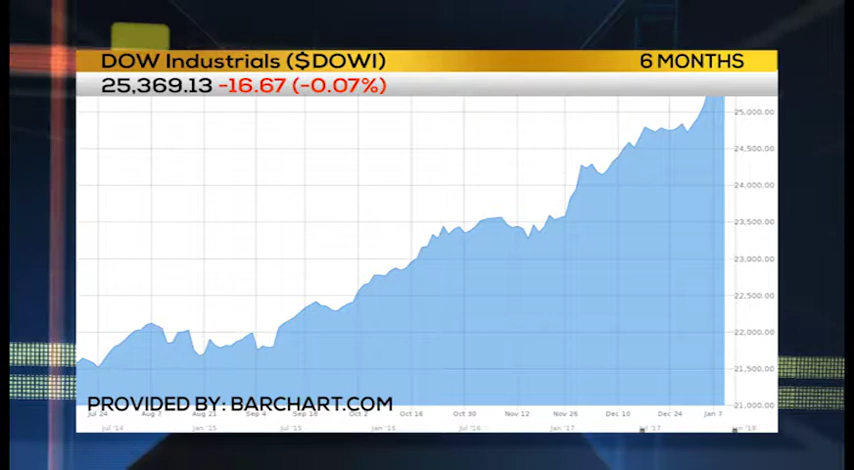 DOW Industrials ($DOWI) 6 MONTHS
25,369.13 -16.67 (-0.07%)
25,000.00
24,500.00
24,000.00
23,500.00
23,000.00
22,500.00
22,000.00
21,500.00
21,000.00
PROVIDED BY: BARCHART.COM
Jul 24 Aug 7 Aug 21 Sep 4 Sep 18 Oct 2 Oct 16 Oct 30 Nov 12 Nov 26 Dec 10 Dec 24 Jan 7
Jul '14 Jan '15 Jul '15 Jan '15 Jul '16 Jan '17 '17 '18